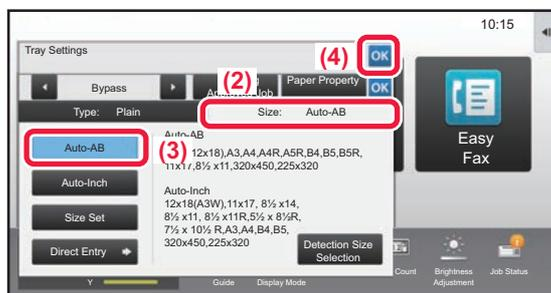 10:15
Tray Settings
(4)
OK
Bypass
(2)
Job
Paper Property
OK
Type: Plain
Size: Auto-AB
Auto-AB
(3)
Auto-AB
12x18),A3,A4,A4R,A5R,B4,B5,B5R,
11x17,8½ x11,320x450,225x320
Auto-Inch
Auto-Inch
12x18(A3W),11x17, 8½ x14,
8½ x11, 8½ x11R,5½ x 8½R,
7½ x 10½ R,A3,A4,B4,B5,
320x450,225x320
Size Set
Direct Entry
Detection Size
Selection
Easy
Fax
Y
Guide
Display Mode
Count
Brightness
Adjustment
Job Status